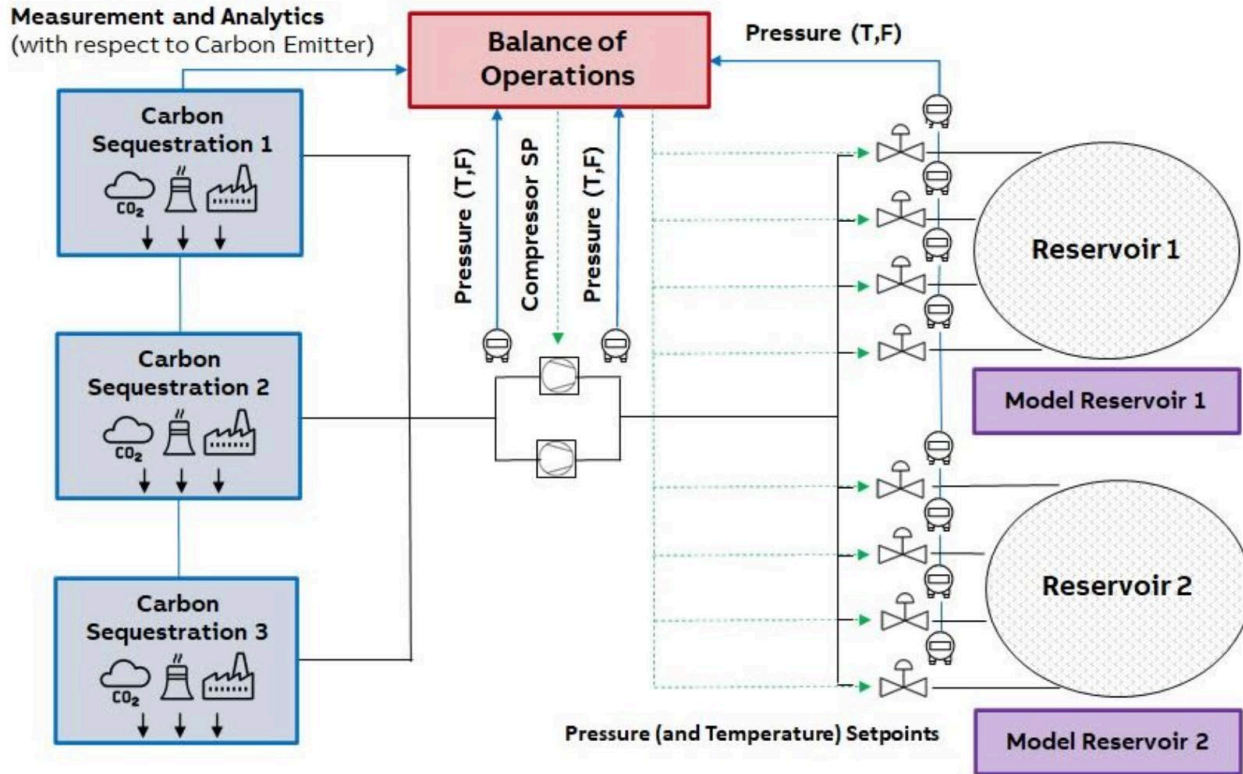 Measurement and Analytics
(with respect to Carbon Emitter)
Balance of
Operations
Pressure (T,F)
Carbon
Sequestration 1
CO₂
Pressure (T,F)
Compressor SP
Pressure (T,F)
Reservoir 1
Model Reservoir 1
Carbon
Sequestration 2
CO₂
Carbon
Sequestration 3
CO₂
Reservoir 2
Model Reservoir 2
Pressure (and Temperature) Setpoints